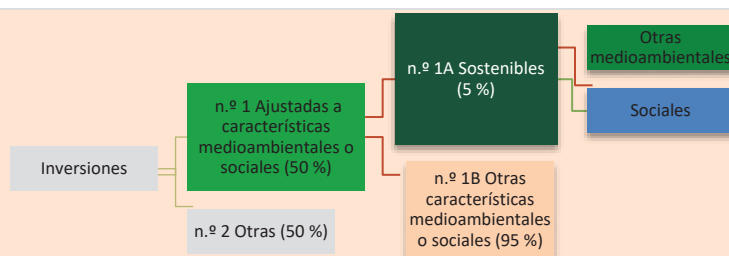 Inversiones
n.º 1 Ajustadas a
características
medioambientales o
sociales (50 %)
n.º 2 Otras (50 %)
n.º 1A Sostenibles
(5 %)
n.º 1B Otras
características
medioambientales
o sociales (95 %)
Otras
medioambientales
Sociales